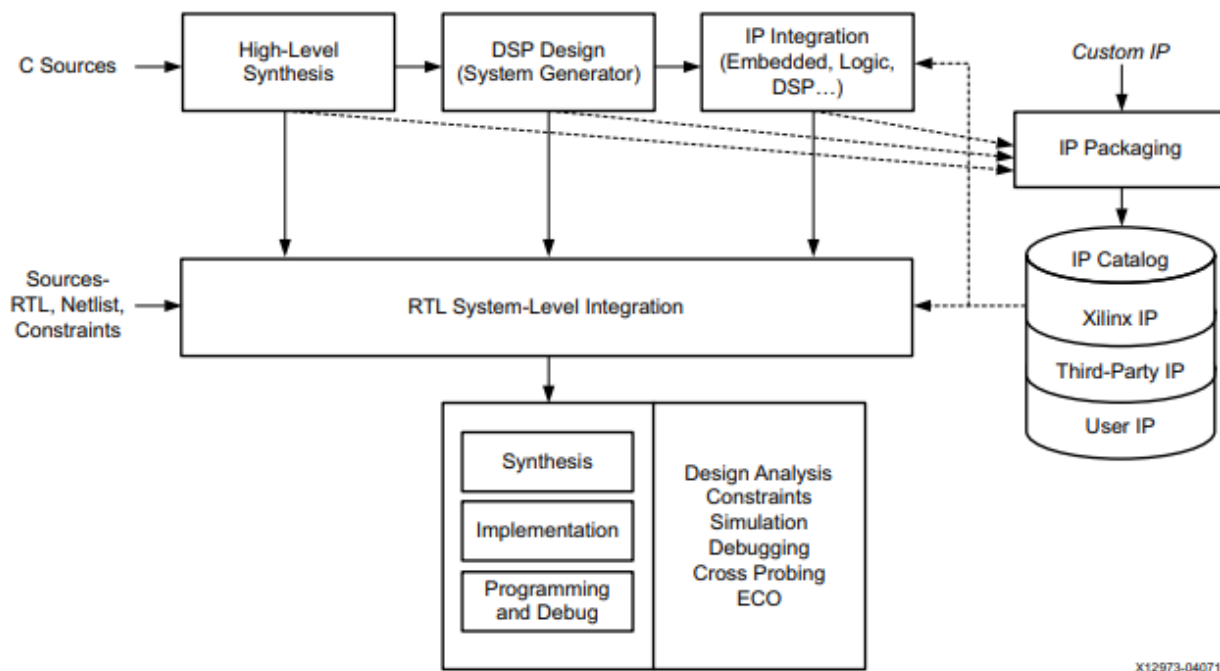 C Sources
High-Level
Synthesis
DSP Design
(System Generator)
IP Integration
(Embedded, Logic,
DSP…)
Custom IP
IP Packaging
IP Catalog
Xilinx IP
Third-Party IP
User IP
Sources-
RTL, Netlist,
Constraints
RTL System-Level Integration
Synthesis
Implementation
Programming
and Debug
Design Analysis
Constraints
Simulation
Debugging
Cross Probing
ECO
X12973-04071